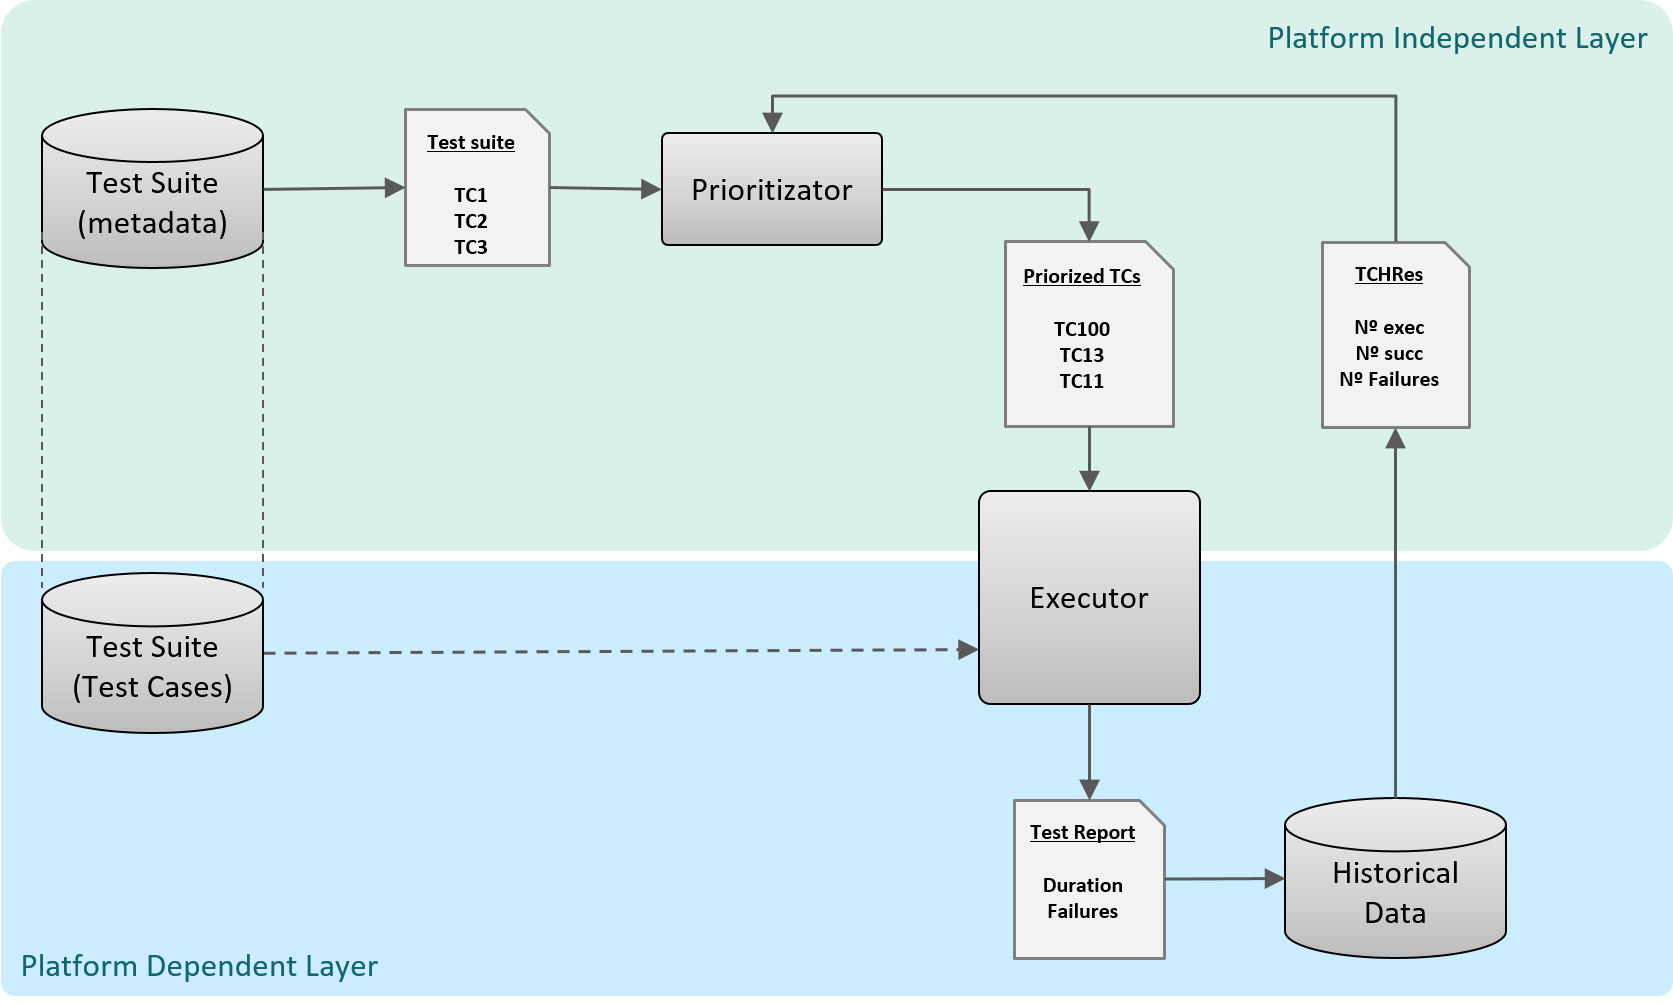 Platform Independent Layer
Test Suite
(metadata)
Test suite
TC1
TC2
TC3
Prioritizator
Priorized TCs
TC100
TC13
TC11
TCHRes
Nº exec
Nº succ
Nº Failures
Executor
Test Suite
(Test Cases)
Test Report
Duration
Failures
Historical
Data
Platform Dependent Layer